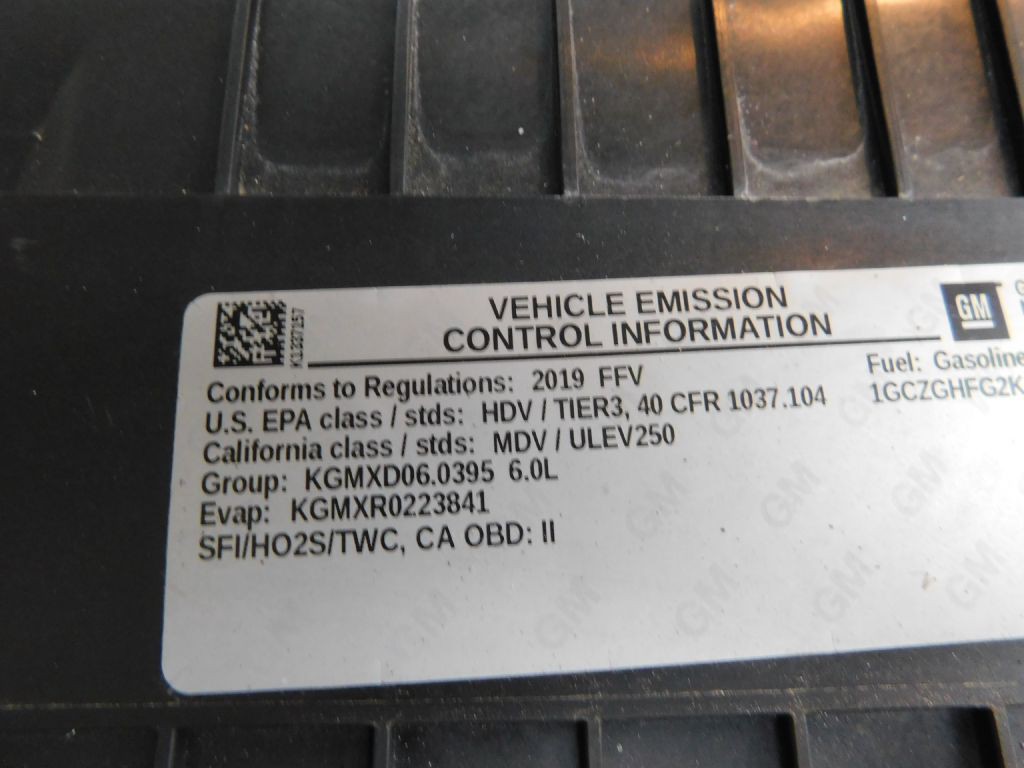 VEHICLE EMISSION
CONTROL INFORMATION
GM
Conforms to Regulations: 2019 FFV
Fuel: Gasoline
U.S. EPA class / stds: HDV / TIER3, 40 CFR 1037.104
1GCZGHFG2K
California class / stds: MDV / ULEV250
Group: KGMXD06.0395 6.0L
Evap: KGMXR0223841
SFI/HO2S/TWC, CA OBD: II